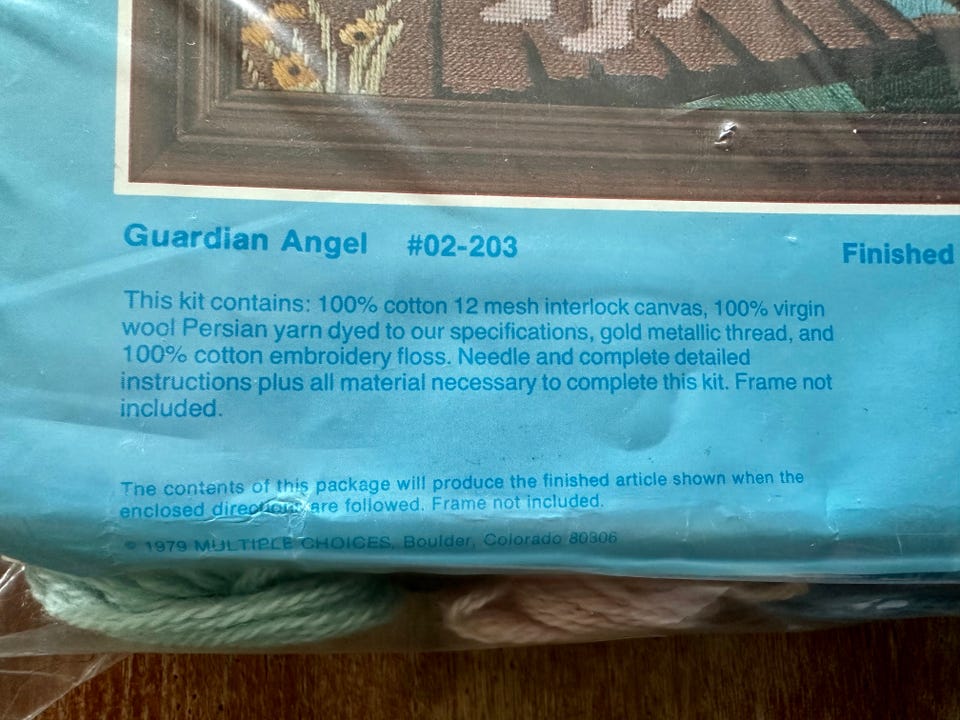 Guardian Angel #02-203 Finished
This kit contains: 100% cotton 12 mesh interlock canvas, 100% virgin
wool Persian yarn dyed to our specifications, gold metallic thread, and
100% cotton embroidery floss. Needle and complete detailed
instructions plus all material necessary to complete this kit. Frame not
included.
The contents of this package will produce the finished article shown when the
enclosed directions are followed. Frame not included.
© 1979 MULTIPLE CHOICES, Boulder, Colorado 80306